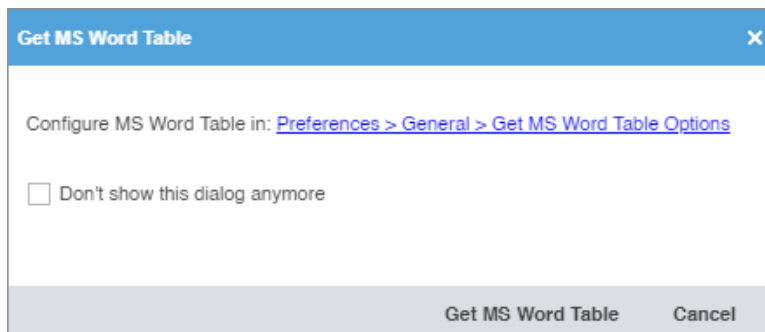 Get MS Word Table
Configure MS Word Table in: Preferences > General > Get MS Word Table Options
Don't show this dialog anymore
Get MS Word Table Cancel